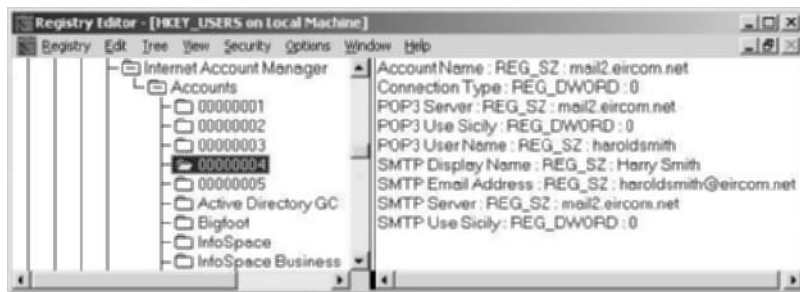 Registry Editor - [HKEY_USERS on Local Machine]
Registry Edit Tree View Security Options Window Help
Internet Account Manager
Accounts
00000001
00000002
00000003
00000004
00000005
Active Directory GC
Bigfoot
InfoSpace
InfoSpace Business
Account Name : REG_SZ : mail2.eircom.net
Connection Type : REG_DWORD : 0
POP3 Server : REG_SZ : mail2.eircom.net
POP3 Use Sicily : REG_DWORD : 0
POP3 User Name : REG_SZ : haroldsmith
SMTP Display Name : REG_SZ : Harry Smith
SMTP Email Address : REG_SZ : haroldsmith@eircom.net
SMTP Server : REG_SZ : mail2.eircom.net
SMTP Use Sicily : REG_DWORD : 0